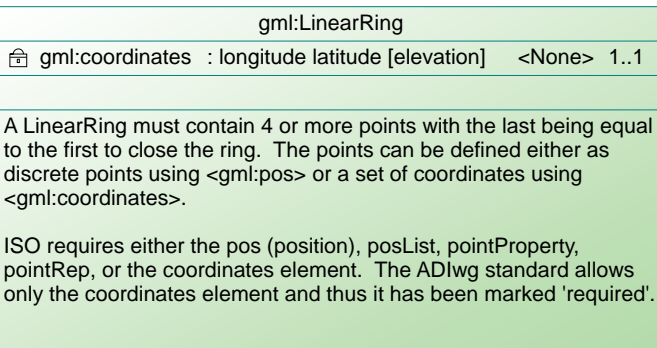 gml:LinearRing
gml:coordinates : longitude latitude [elevation] <None> 1..1
A LinearRing must contain 4 or more points with the last being equal
to the first to close the ring. The points can be defined either as
discrete points using <gml:pos> or a set of coordinates using
<gml:coordinates>.
ISO requires either the pos (position), posList, pointProperty,
pointRep, or the coordinates element. The ADIwg standard allows
only the coordinates element and thus it has been marked 'required'.